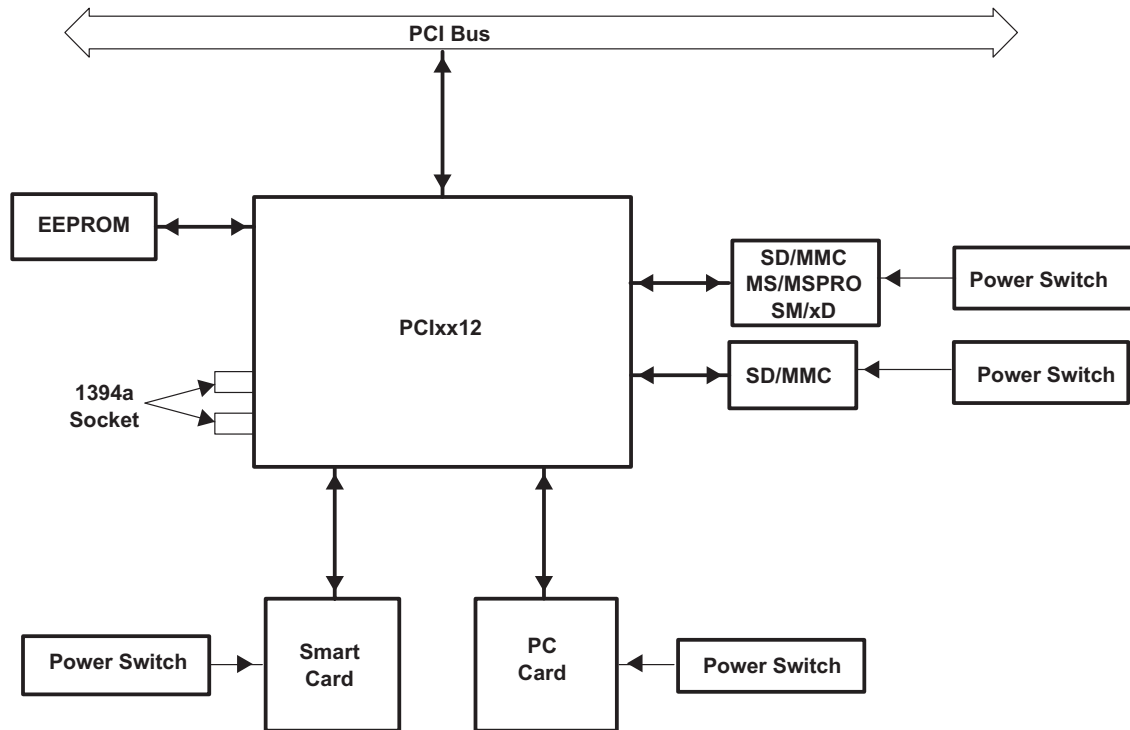 PCI Bus
EEPROM
SD/MMC
MS/MSPRO
SM/xD
Power Switch
PCIxx12
SD/MMC
Power Switch
1394a
Socket
Power Switch
Smart
Card
PC
Card
Power Switch